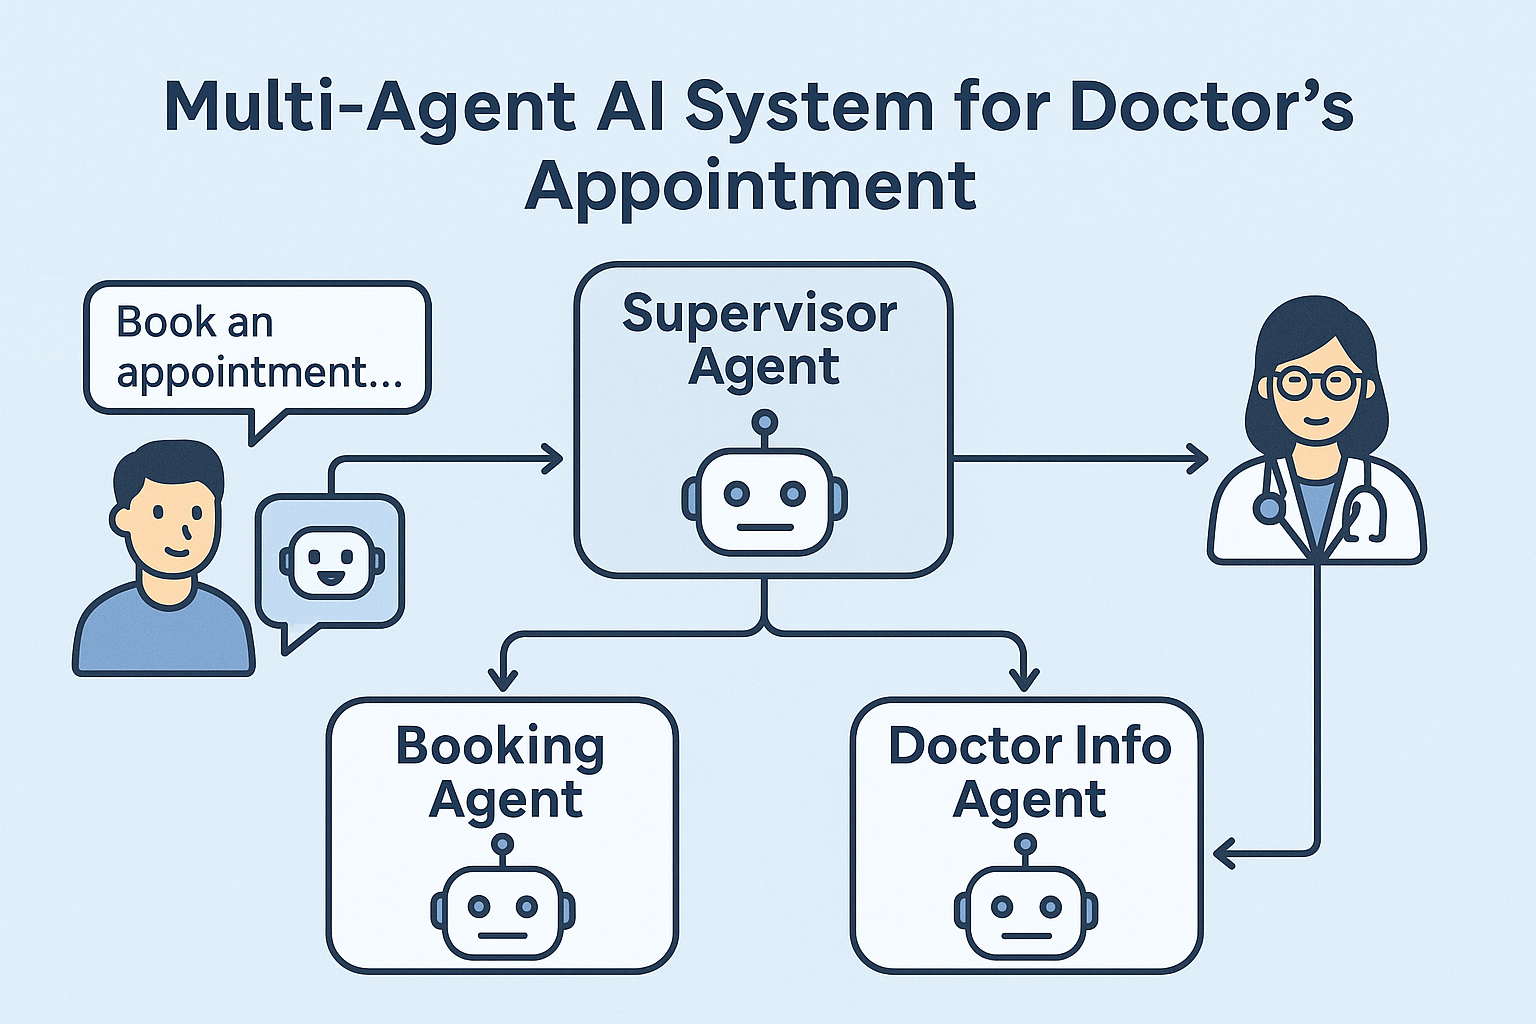 Multi-Agent AI System for Doctor’s
Appointment
Book an
appointment...
Supervisor
Agent
Booking
Agent
Doctor Info
Agent